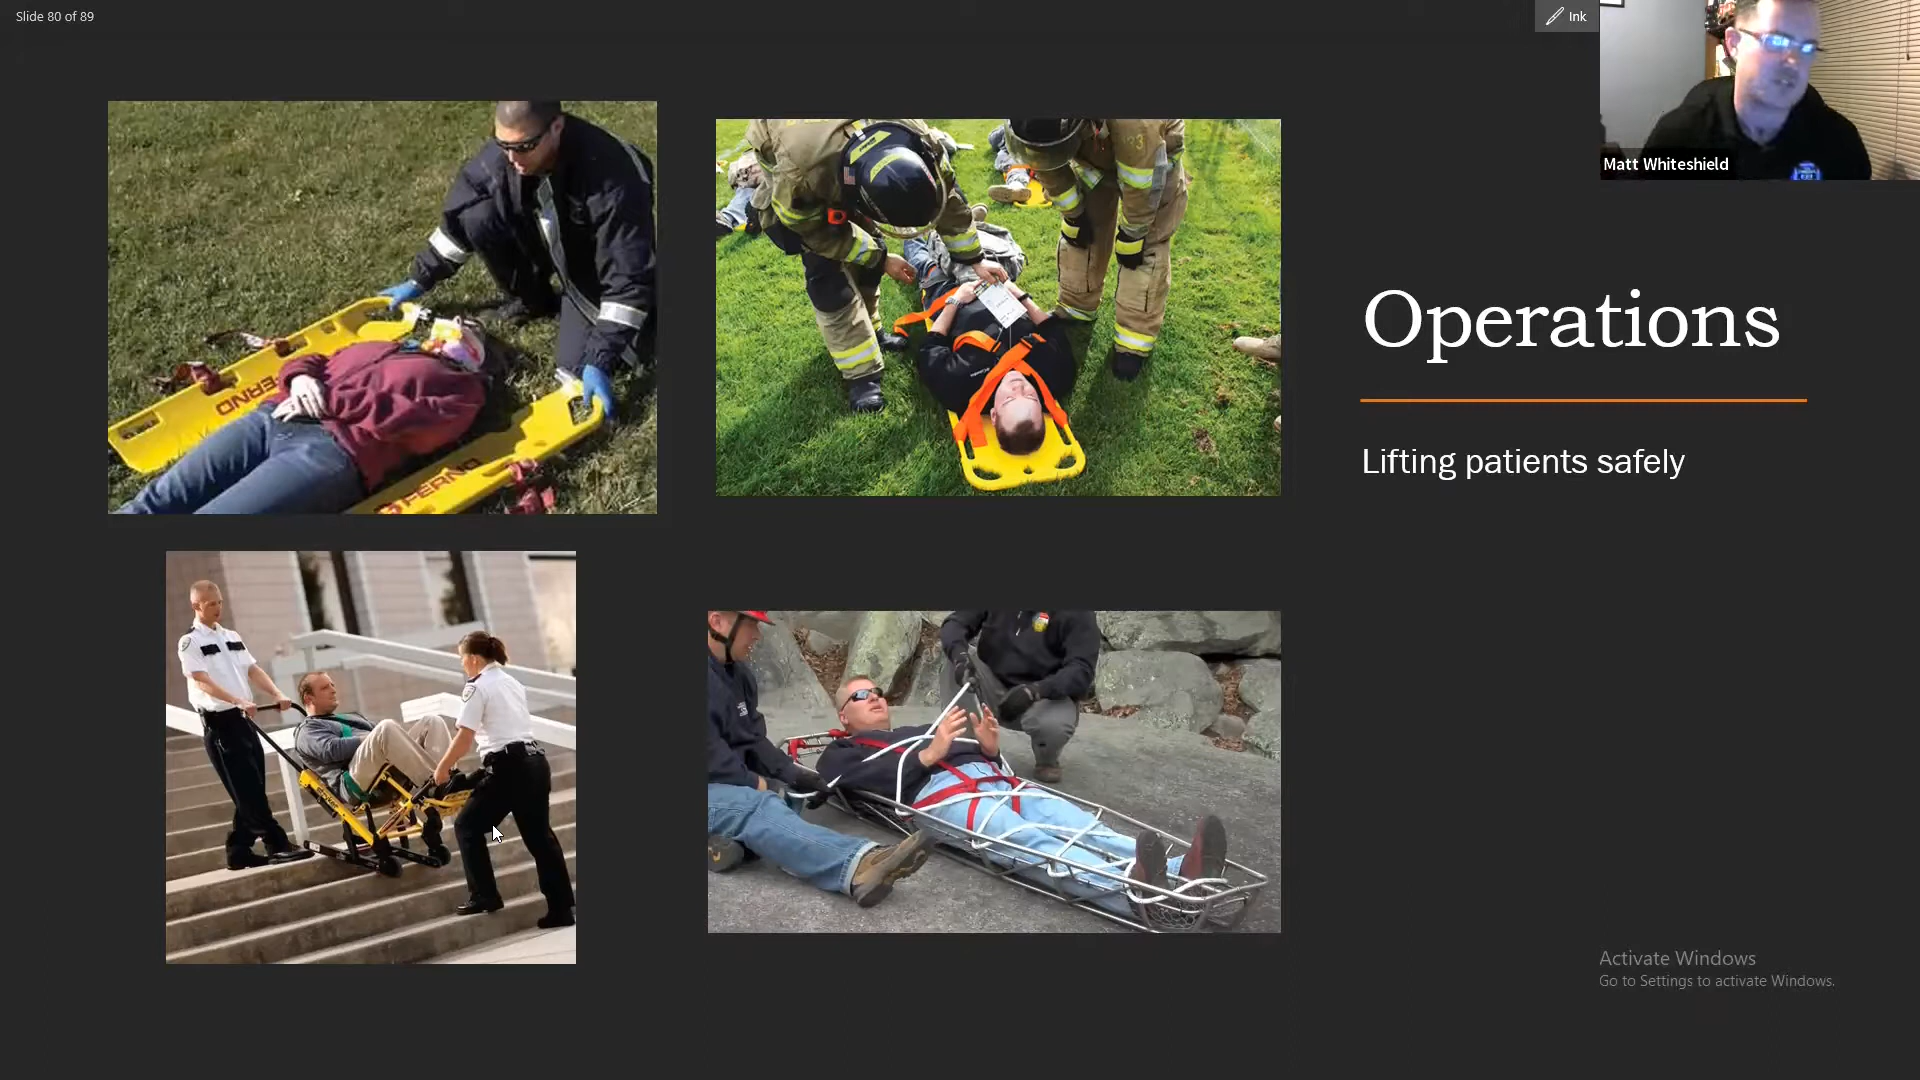 Slide 80 of 89
Ink
Matt Whiteshield
Operations
Lifting patients safely
FERNO
FERNO
Activate Windows
Go to Settings to activate Windows.